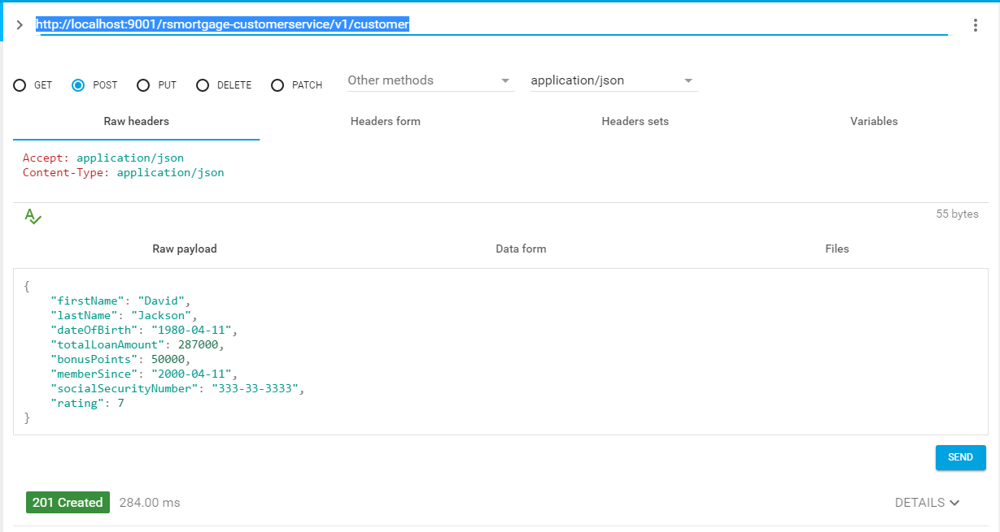 http://localhost:9001/rsmortgage-customerservice/v1/customer
GET POST PUT DELETE PATCH Other methods application/json
Raw headers Headers form Headers sets Variables
Accept: application/json
Content-Type: application/json
55 bytes
Raw payload Data form Files
{
    "firstName": "David",
    "lastName": "Jackson",
    "dateOfBirth": "1980-04-11",
    "totalLoanAmount": 287000,
    "bonusPoints": 50000,
    "memberSince": "2000-04-11",
    "socialSecurityNumber": "333-33-3333",
    "rating": 7
}
SEND
201 Created 284.00 ms DETAILS